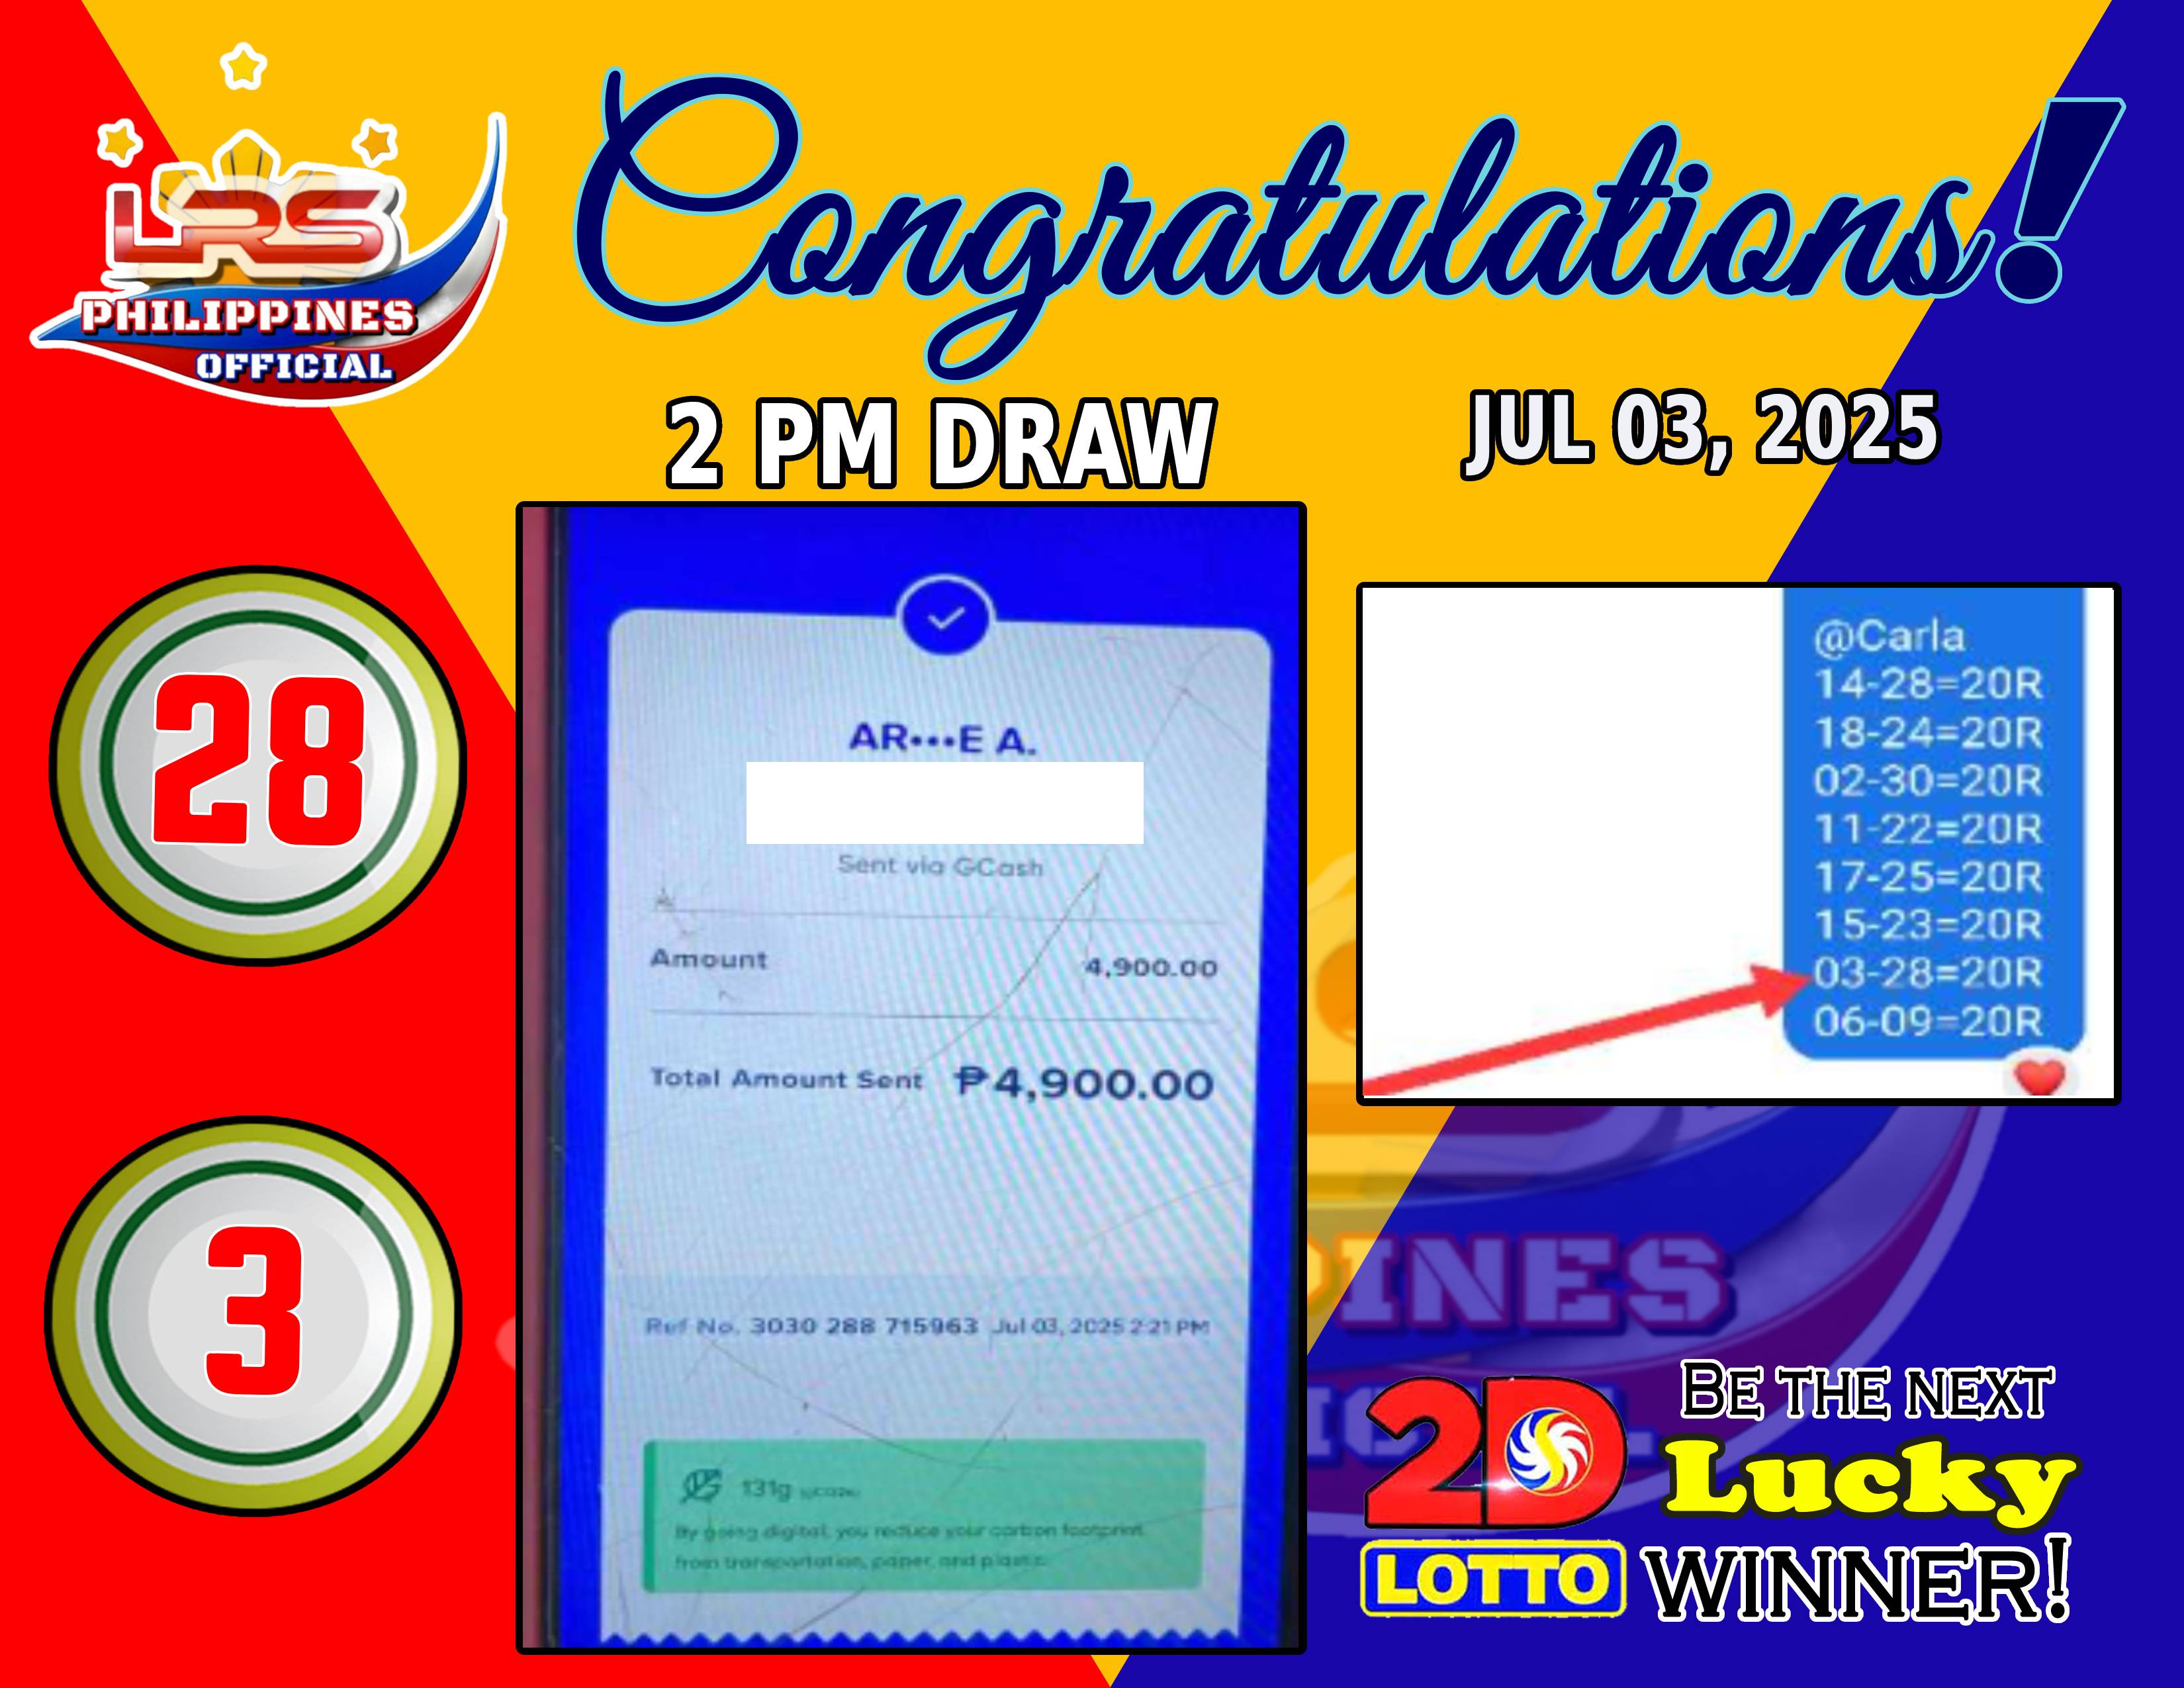 Congratulations!
LRS
PHILIPPINES
OFFICIAL
2 PM DRAW
JUL 03, 2025
28
3
AR•••E A.
Sent via GCash
Amount 4,900.00
Total Amount Sent ₱4,900.00
Ref No. 3030 288 715963 Jul 03, 2025 2:21 PM
131g
By going digital, you reduce your carbon footprint
from transportation, paper, and plastic.
@Carla
14-28=20R
18-24=20R
02-30=20R
11-22=20R
17-25=20R
15-23=20R
03-28=20R
06-09=20R
PINES
2D
LOTTO
BE THE NEXT
Lucky
WINNER!